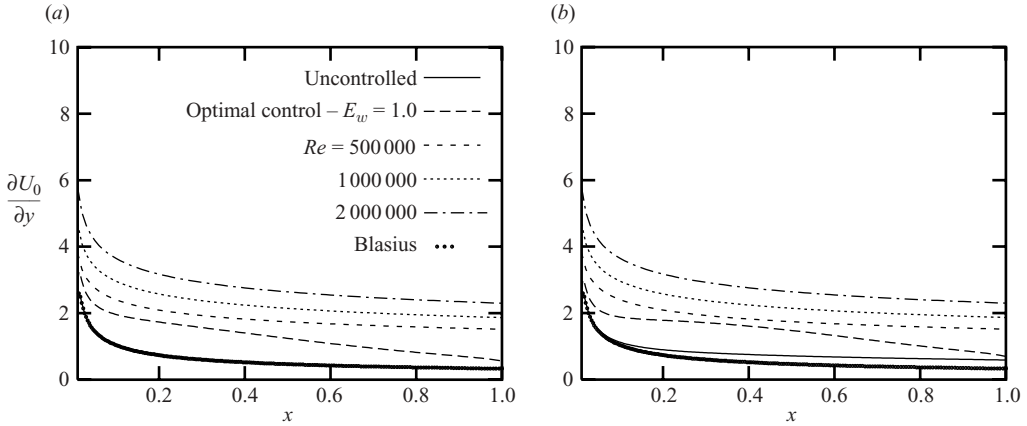 (a)
(b)
10
8
6
4
2
0
∂U₀
∂y
Uncontrolled
Optimal control – E_w = 1.0
Re = 500 000
1 000 000
2 000 000
Blasius
0.2
0.4
0.6
0.8
1.0
x
10
8
6
4
2
0
0.2
0.4
0.6
0.8
1.0
x